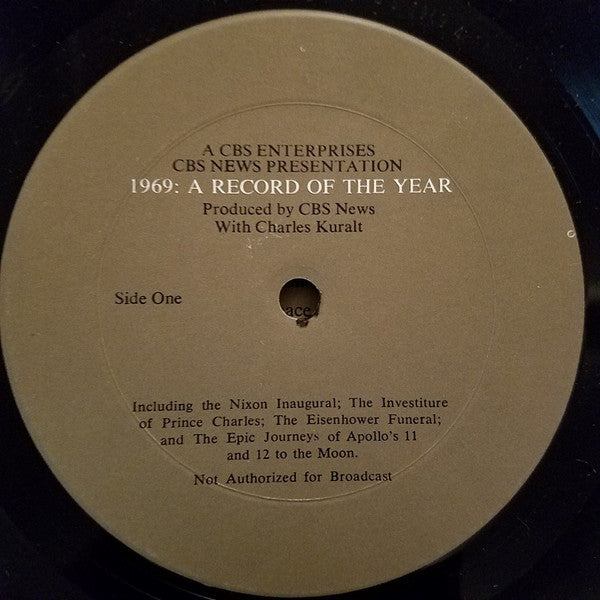 A CBS ENTERPRISES
CBS NEWS PRESENTATION
1969: A RECORD OF THE YEAR
Produced by CBS News
With Charles Kuralt
Side One
ace
Including the Nixon Inaugural; The Investiture
of Prince Charles; The Eisenhower Funeral;
and The Epic Journeys of Apollo's 11
and 12 to the Moon.
Not Authorized for Broadcast